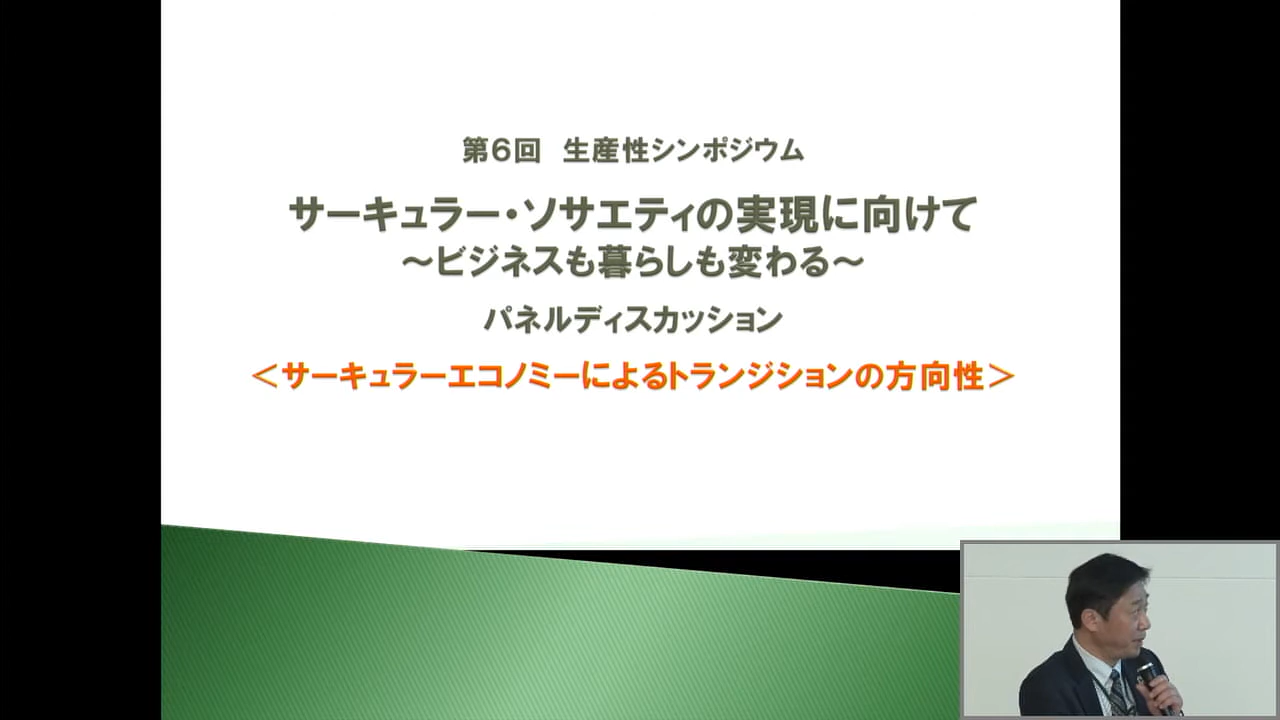 第6回 生産性シンポジウム
サーキュラー・ソサエティの実現に向けて
～ビジネスも暮らしも変わる～
パネルディスカッション
＜サーキュラーエコノミーによるトランジションの方向性＞